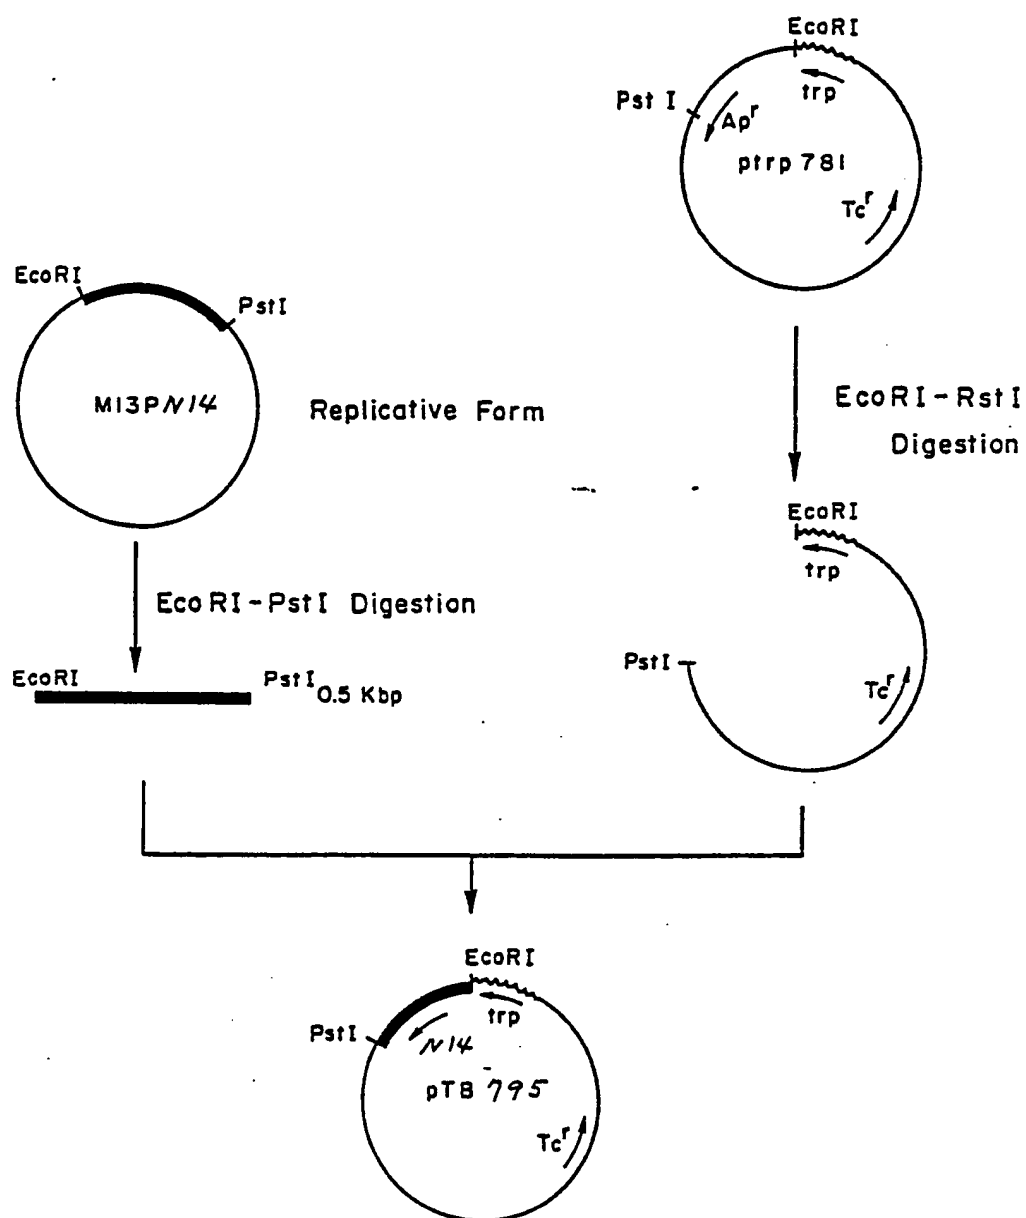 EcoRI
Pst I
trp
Apr
ptrp 781
Tcr
EcoRI
PstI
M13PN14
Replicative Form
EcoRI-RstI
Digestion
EcoRI
trp
PstI
Tcr
EcoRI-PstI Digestion
EcoRI
PstI
0.5 Kbp
EcoRI
trp
PstI
N14
pTB 795
Tcr